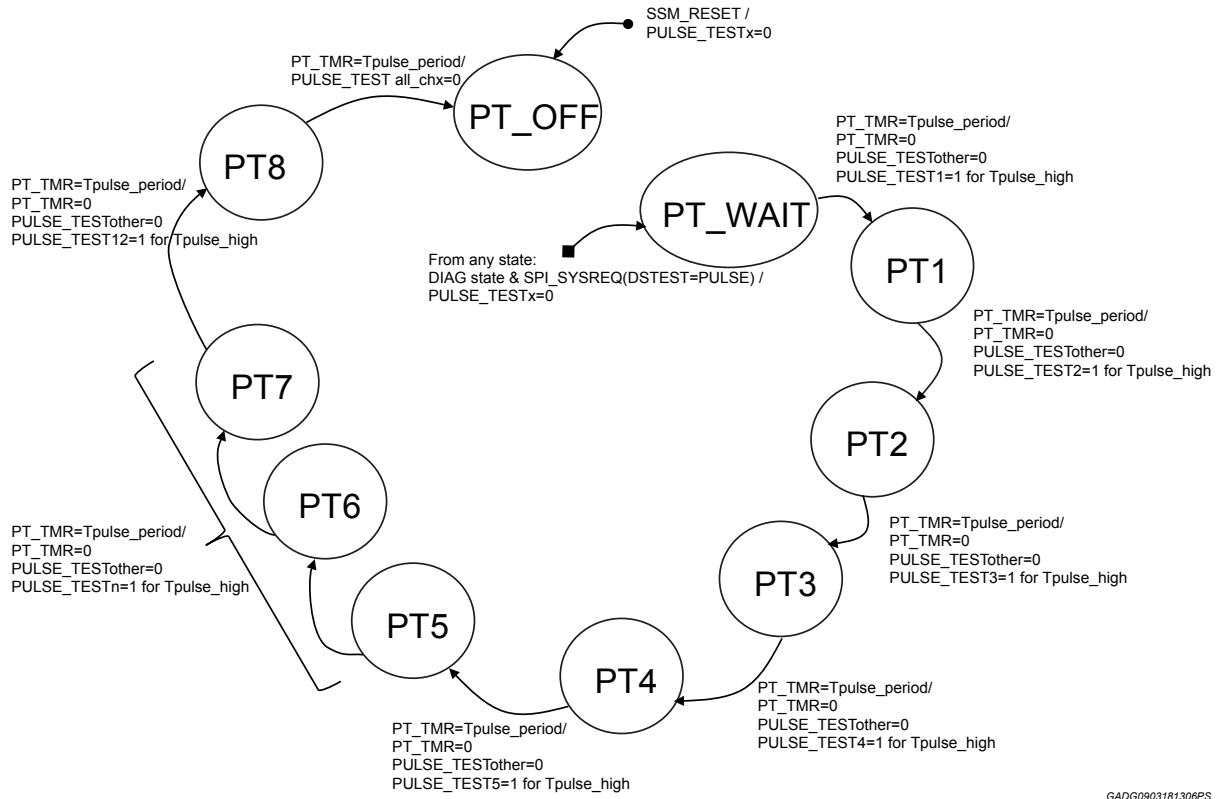 SSM_RESET /
PULSE_TESTx=0
PT_TMR=Tpulse_period/
PULSE_TEST all_chx=0
PT_OFF
PT_TMR=Tpulse_period/
PT_TMR=0
PULSE_TESTother=0
PULSE_TEST1=1 for Tpulse_high
PT8
PT_TMR=Tpulse_period/
PT_TMR=0
PULSE_TESTother=0
PULSE_TEST12=1 for Tpulse_high
PT_WAIT
From any state:
DIAG state & SPI_SYSREQ(DSTEST=PULSE) /
PULSE_TESTx=0
PT1
PT_TMR=Tpulse_period/
PT_TMR=0
PULSE_TESTother=0
PULSE_TEST2=1 for Tpulse_high
PT7
PT2
PT6
PT_TMR=Tpulse_period/
PT_TMR=0
PULSE_TESTother=0
PULSE_TESTn=1 for Tpulse_high
PT_TMR=Tpulse_period/
PT_TMR=0
PULSE_TESTother=0
PULSE_TEST3=1 for Tpulse_high
PT3
PT5
PT4
PT_TMR=Tpulse_period/
PT_TMR=0
PULSE_TESTother=0
PULSE_TEST4=1 for Tpulse_high
PT_TMR=Tpulse_period/
PT_TMR=0
PULSE_TESTother=0
PULSE_TEST5=1 for Tpulse_high
GADG0903181306PS